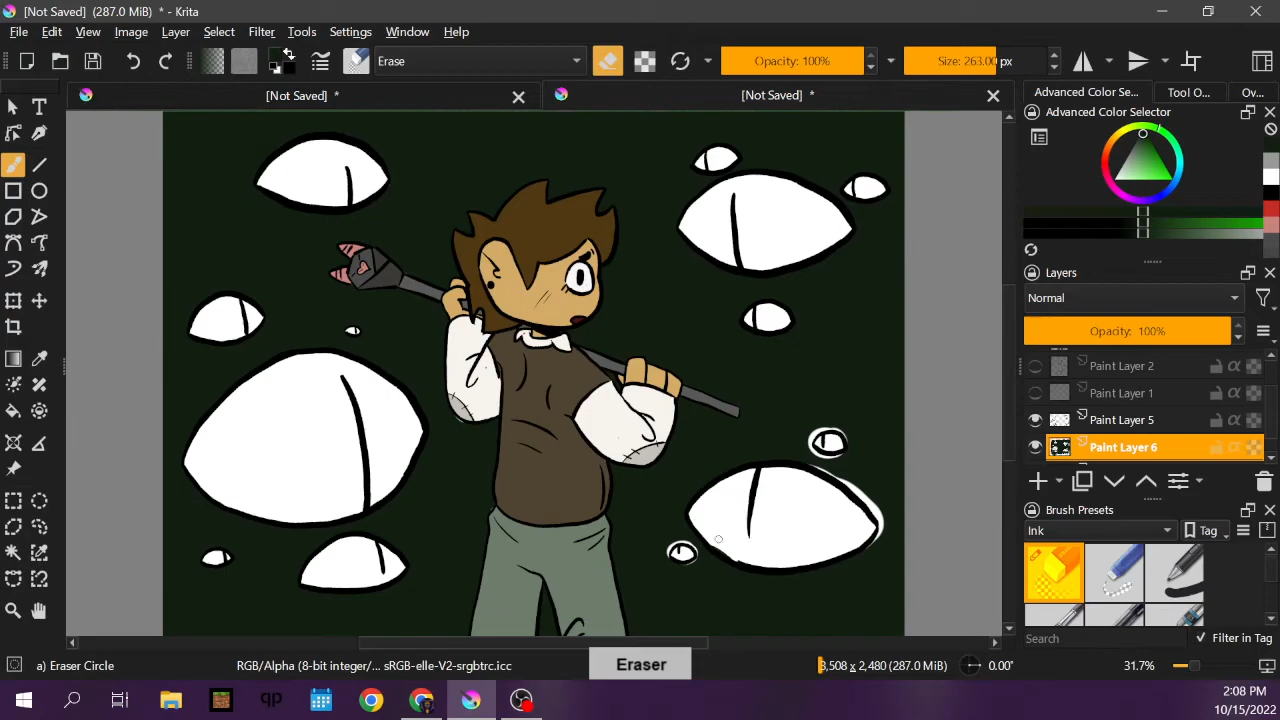 [Not Saved] (287.0 MiB) * - Krita
File Edit View Image Layer Select Filter Tools Settings Window Help
Erase
Opacity: 100%
Size: 263.00 px
[Not Saved] *
[Not Saved] *
Advanced Color Se...
Tool O...
Ov...
Advanced Color Selector
Layers
Normal
Opacity: 100%
Paint Layer 2
Paint Layer 1
Paint Layer 5
Paint Layer 6
Brush Presets
Ink
Tag
Search
Filter in Tag
Eraser
a) Eraser Circle
RGB/Alpha (8-bit integer/... sRGB-elle-V2-srgbtrc.icc
3,508 x 2,480 (287.0 MiB)
0.00°
31.7%
qp
2:08 PM
10/15/2022